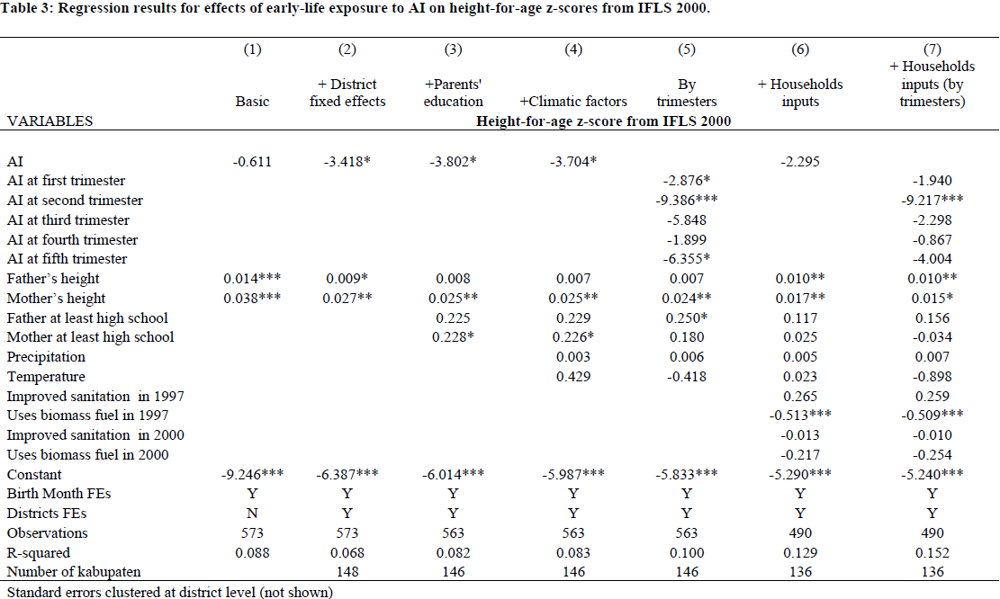 Table 3: Regression results for effects of early-life exposure to AI on height-for-age z-scores from IFLS 2000.
(1) (2) (3) (4) (5) (6) (7)
Basic + District fixed effects +Parents' education +Climatic factors By trimesters + Households inputs + Households inputs (by trimesters)
VARIABLES Height-for-age z-score from IFLS 2000
AI -0.611 -3.418* -3.802* -3.704* -2.295
AI at first trimester -2.876* -1.940
AI at second trimester -9.386*** -9.217***
AI at third trimester -5.848 -2.298
AI at fourth trimester -1.899 -0.867
AI at fifth trimester -6.355* -4.004
Father's height 0.014*** 0.009* 0.008 0.007 0.007 0.010** 0.010**
Mother's height 0.038*** 0.027** 0.025** 0.025** 0.024** 0.017** 0.015*
Father at least high school 0.225 0.229 0.250* 0.117 0.156
Mother at least high school 0.228* 0.226* 0.180 0.025 -0.034
Precipitation 0.003 0.006 0.005 0.007
Temperature 0.429 -0.418 0.023 -0.898
Improved sanitation in 1997 0.265 0.259
Uses biomass fuel in 1997 -0.513*** -0.509***
Improved sanitation in 2000 -0.013 -0.010
Uses biomass fuel in 2000 -0.217 -0.254
Constant -9.246*** -6.387*** -6.014*** -5.987*** -5.833*** -5.290*** -5.240***
Birth Month FEs Y Y Y Y Y Y Y
Districts FEs N Y Y Y Y Y Y
Observations 573 573 563 563 563 490 490
R-squared 0.088 0.068 0.082 0.083 0.100 0.129 0.152
Number of kabupaten 148 146 146 146 136 136
Standard errors clustered at district level (not shown)